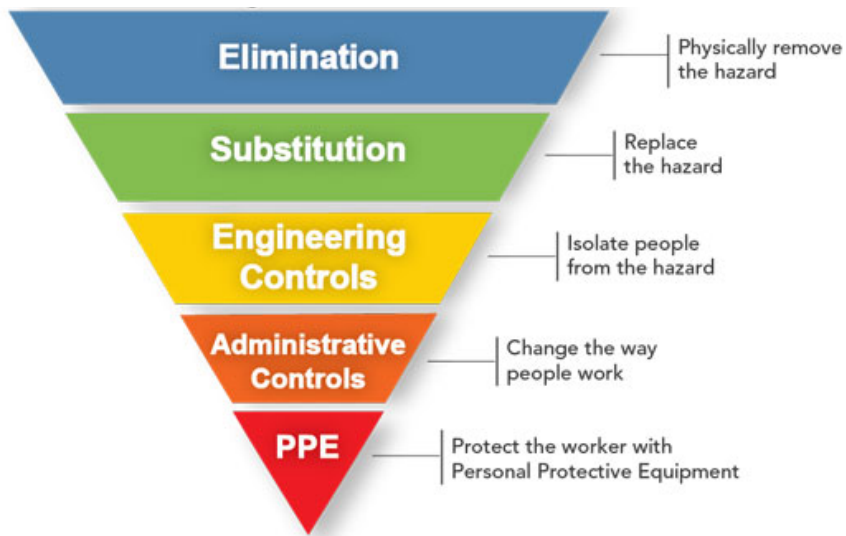 Elimination
Physically remove
the hazard
Substitution
Replace
the hazard
Engineering
Controls
Isolate people
from the hazard
Administrative
Controls
Change the way
people work
PPE
Protect the worker with
Personal Protective Equipment